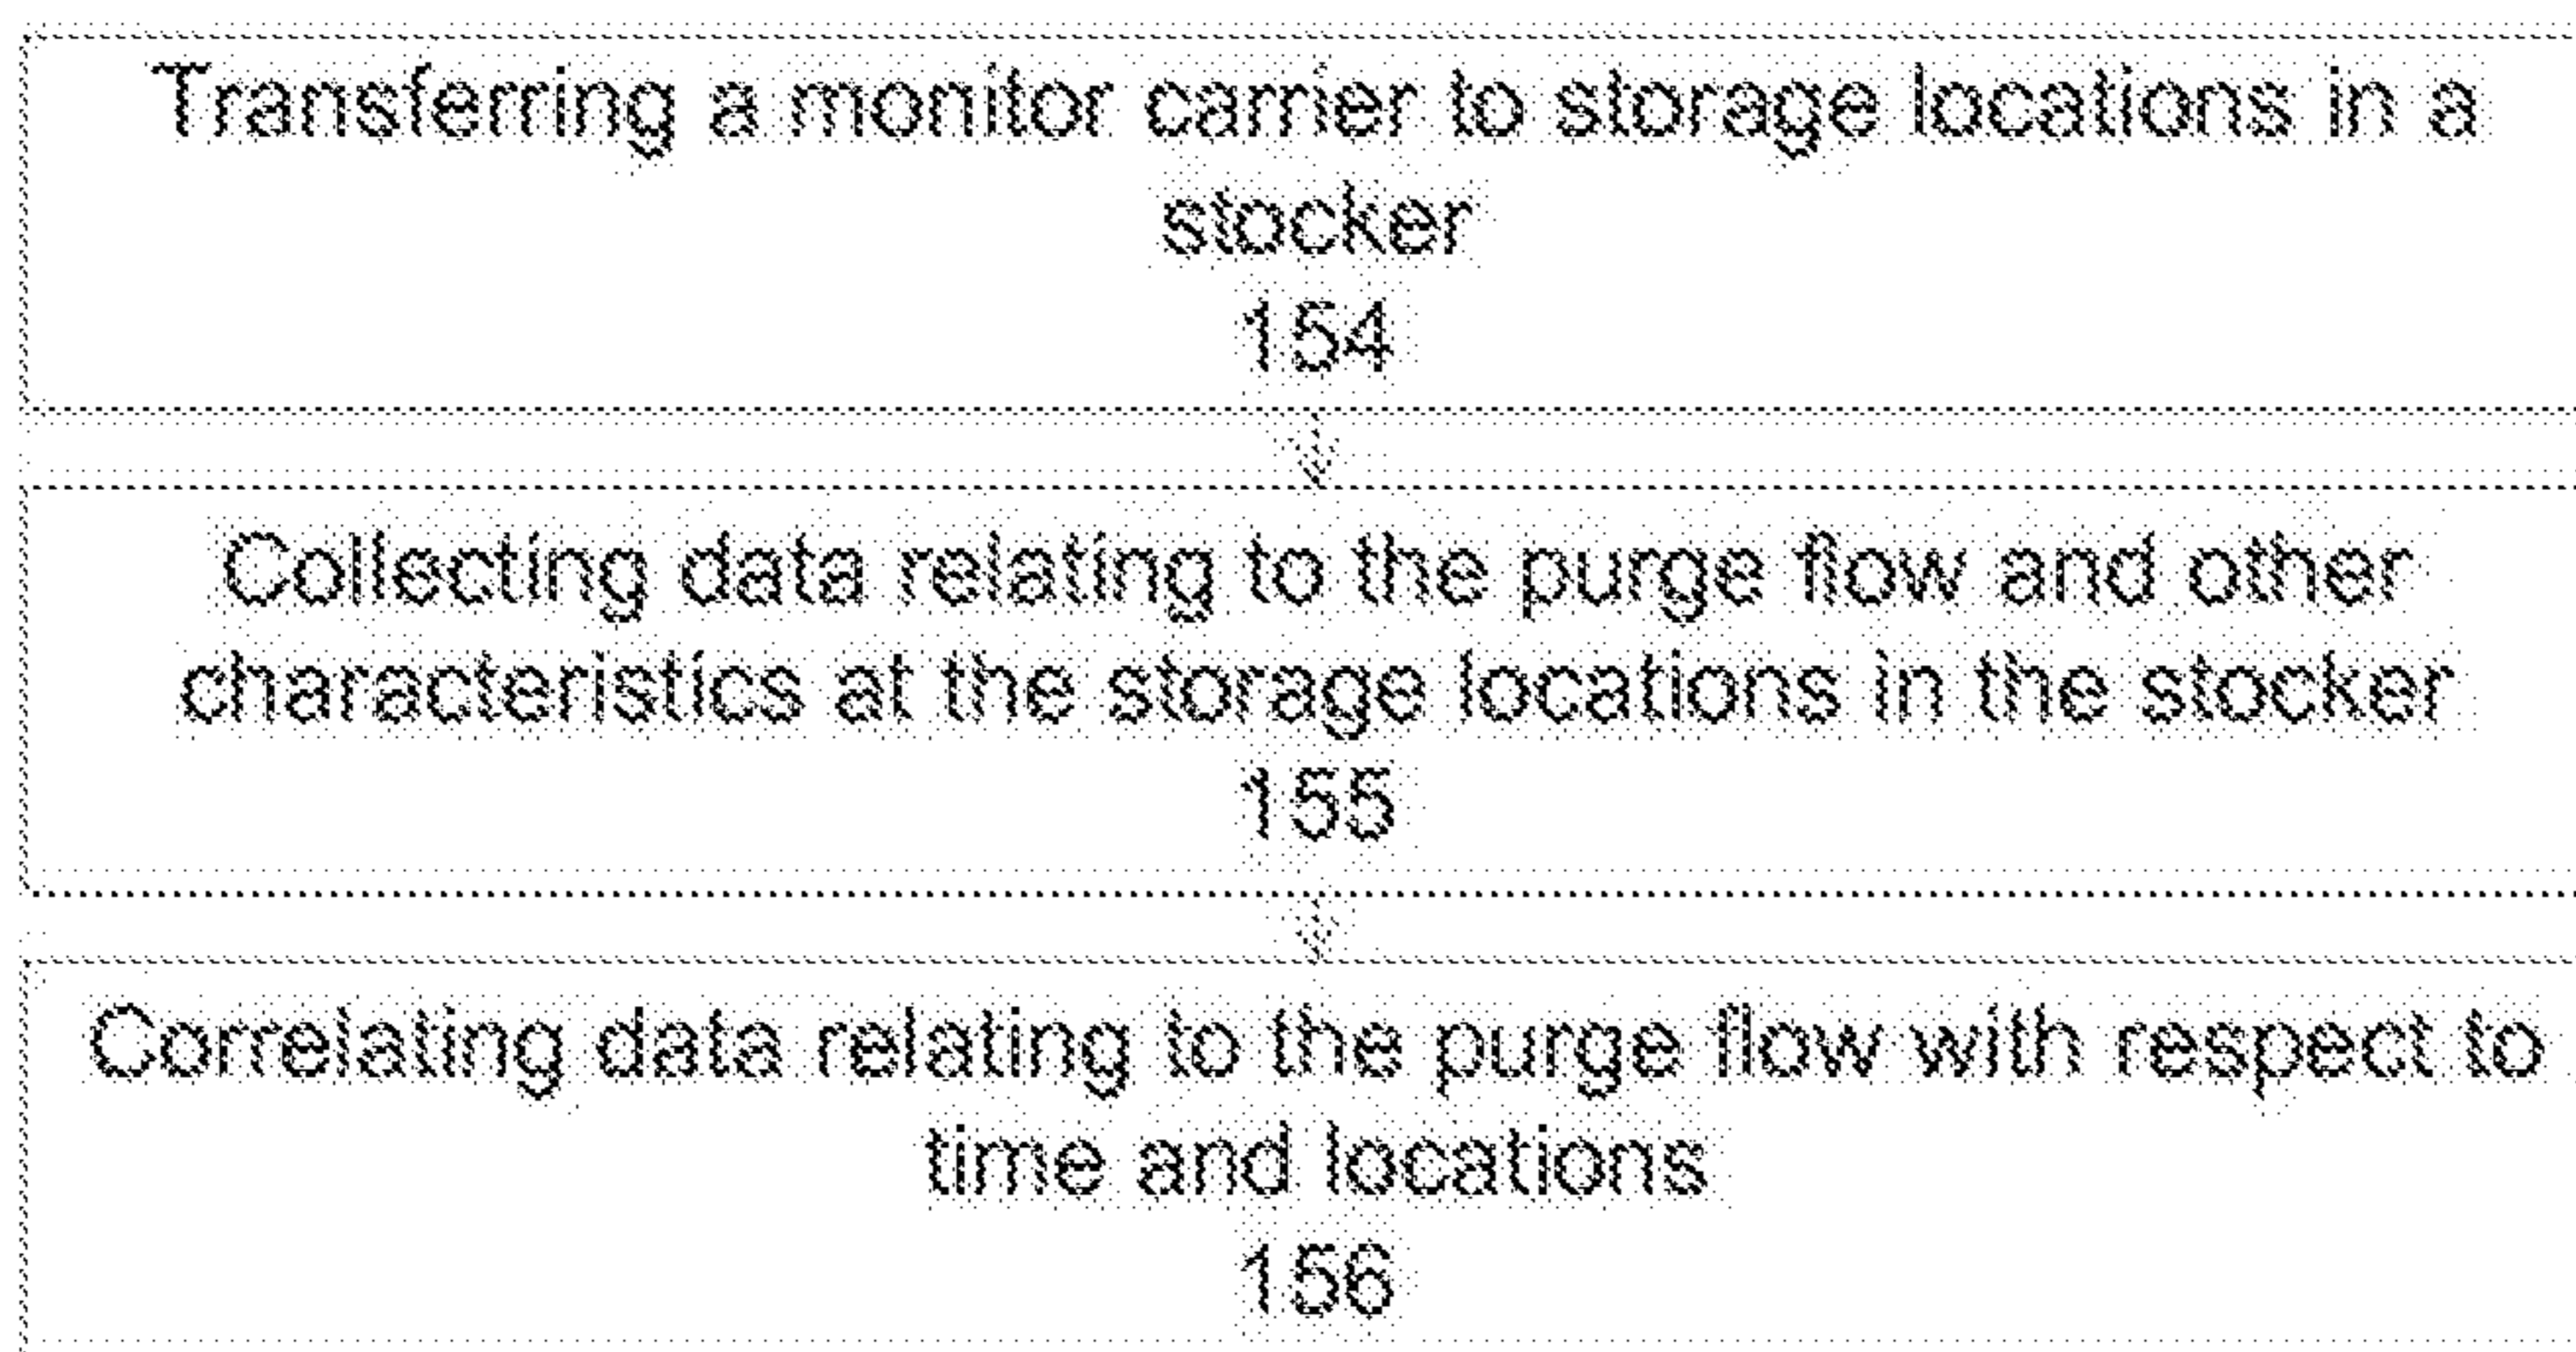 Transferring a monitor carrier to storage locations in a
stocker
154
Collecting data relating to the purge flow and other
characteristics at the storage locations in the stocker
155
Correlating data relating to the purge flow with respect to
time and locations
156